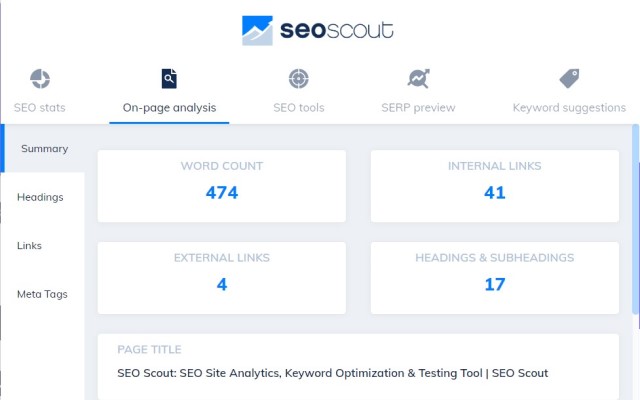 seoscout
SEO stats
On-page analysis
SEO tools
SERP preview
Keyword suggestions
Summary
Headings
Links
Meta Tags
WORD COUNT
474
INTERNAL LINKS
41
EXTERNAL LINKS
4
HEADINGS & SUBHEADINGS
17
PAGE TITLE
SEO Scout: SEO Site Analytics, Keyword Optimization & Testing Tool | SEO Scout